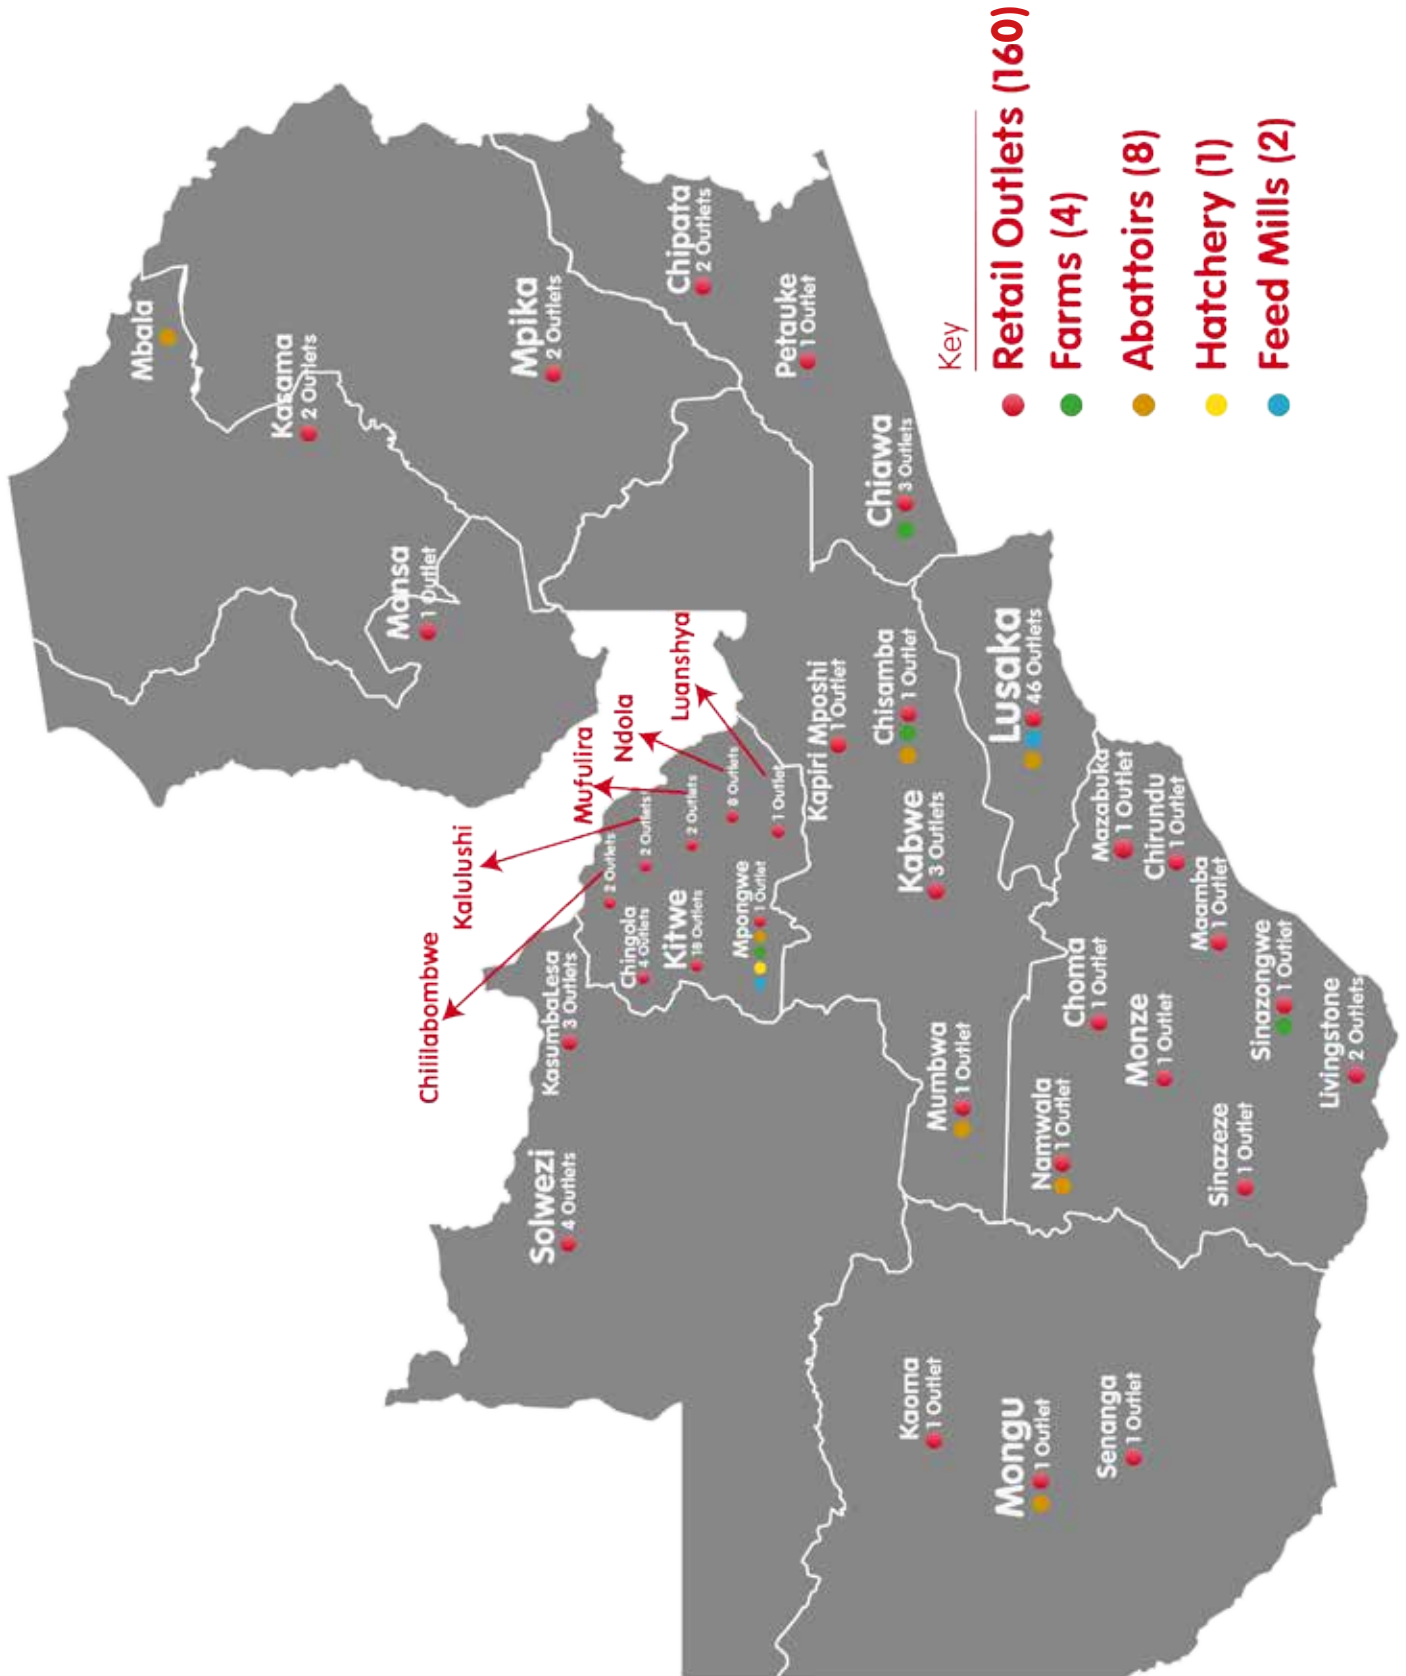 Mbala
Kasama
2 Outlets
Mansa
1 Outlet
Mpika
2 Outlets
Chipata
2 Outlets
Petauke
1 Outlet
Chiawa
3 Outlets
Chililabombwe
2 Outlets
Kalulushi
2 Outlets
Mufulira
2 Outlets
Ndola
8 Outlets
Luanshya
1 Outlet
Solwezi
4 Outlets
KasumbaLesa
3 Outlets
Chingola
4 Outlets
Kitwe
18 Outlets
Mpongwe
1 Outlet
Kapiri Mposhi
1 Outlet
Chisamba
1 Outlet
Kabwe
3 Outlets
Lusaka
46 Outlets
Mumbwa
1 Outlet
Namwala
1 Outlet
Choma
1 Outlet
Mazabuka
1 Outlet
Chirundu
1 Outlet
Monze
1 Outlet
Maamba
1 Outlet
Sinazongwe
1 Outlet
Sinazeze
1 Outlet
Livingstone
2 Outlets
Kaoma
1 Outlet
Mongu
1 Outlet
Senanga
1 Outlet
Key
Retail Outlets (160)
Farms (4)
Abattoirs (8)
Hatchery (1)
Feed Mills (2)